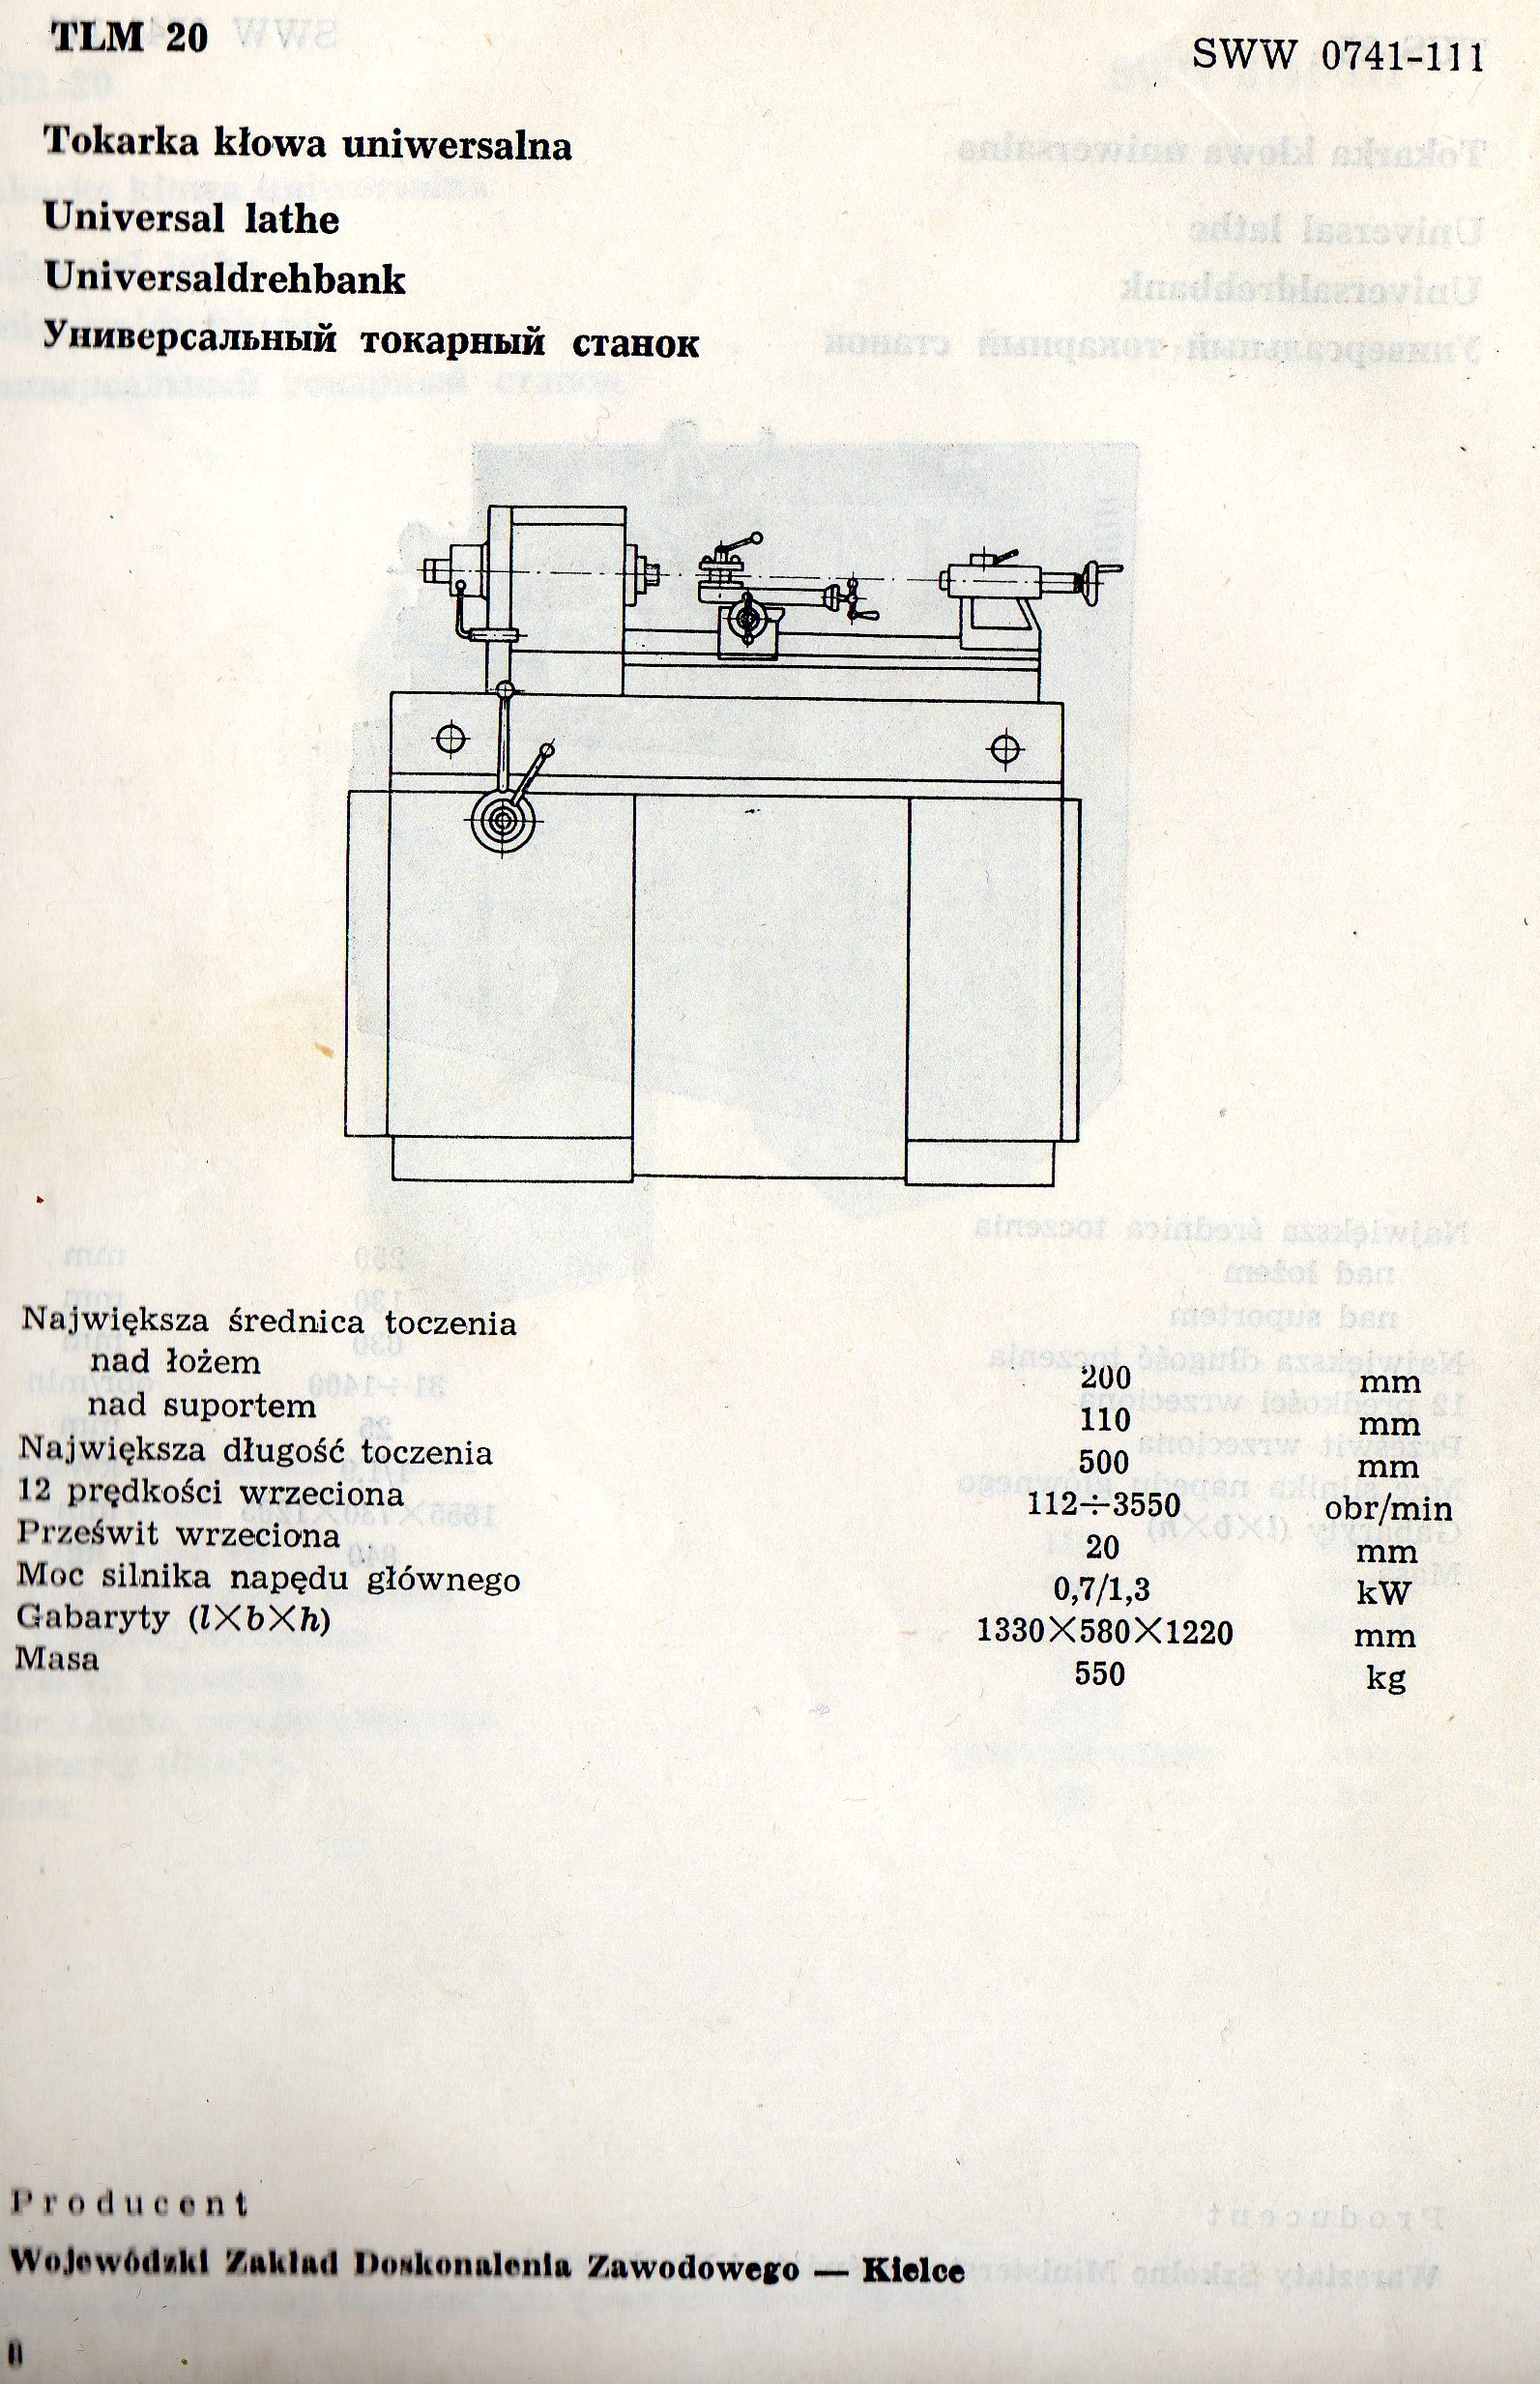 TLM 20
SWW 0741-111
Tokarka kłowa uniwersalna
Universal lathe
Universaldrehbank
Универсальный токарный станок
Największa średnica toczenia
nad łożem 200 mm
nad suportem 110 mm
Największa długość toczenia 500 mm
12 prędkości wrzeciona 112÷3550 obr/min
Prześwit wrzeciona 20 mm
Moc silnika napędu głównego 0,7/1,3 kW
Gabaryty (l×b×h) 1330×580×1220 mm
Masa 550 kg
Producent
Wojewódzki Zakład Doskonalenia Zawodowego — Kielce